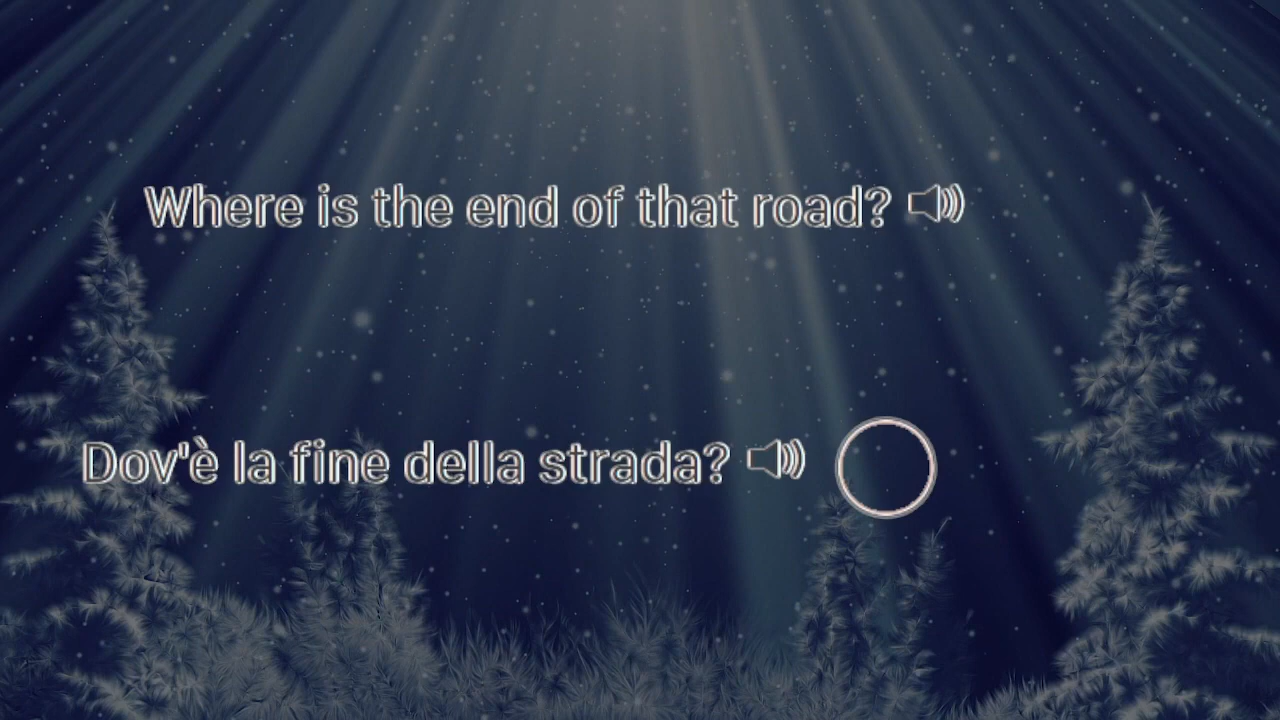 Where is the end of that road?
Dov'è la fine della strada?